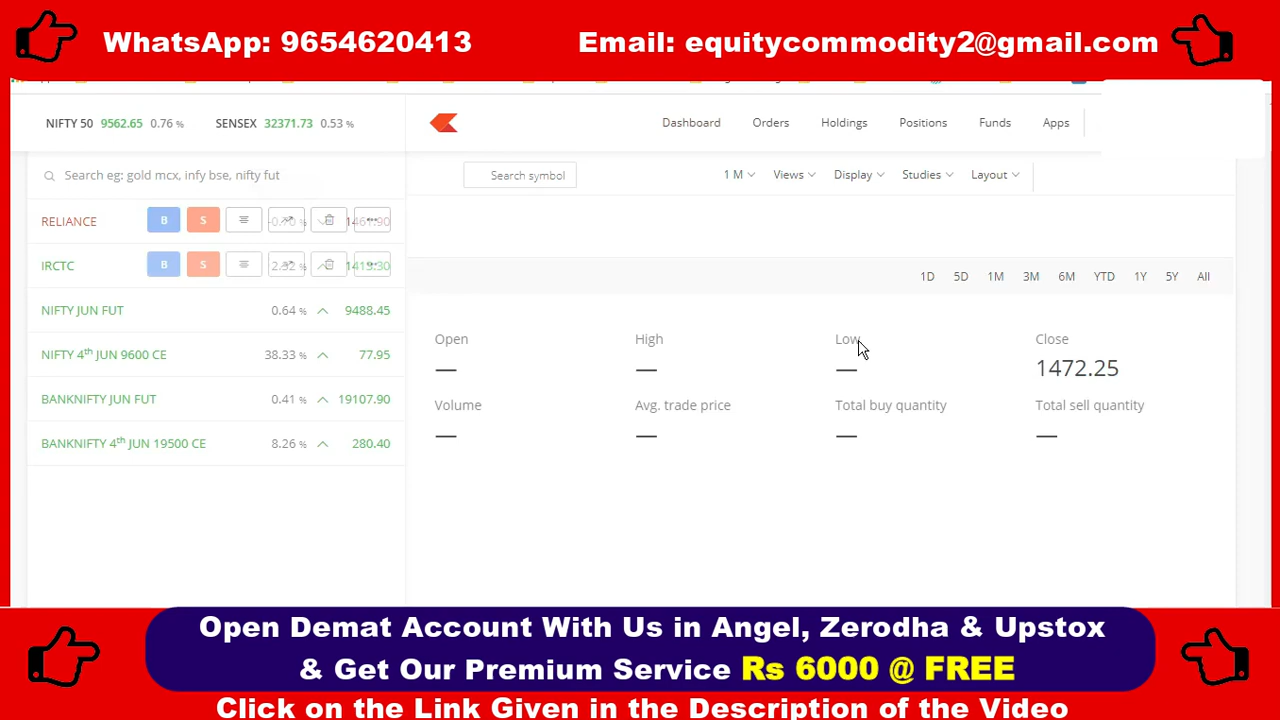 WhatsApp: 9654620413
Email: equitycommodity2@gmail.com
NIFTY 50 9562.65 0.76 % SENSEX 32371.73 0.53 %
Dashboard Orders Holdings Positions Funds Apps
Search eg: gold mcx, infy bse, nifty fut
Search symbol 1 M Views Display Studies Layout
RELIANCE B S 1461.90
IRCTC B S
1D 5D 1M 3M 6M YTD 1Y 5Y All
NIFTY JUN FUT 0.64 % 9488.45
NIFTY 4th JUN 9600 CE 38.33 % 77.95
BANKNIFTY JUN FUT 0.41 % 19107.90
BANKNIFTY 4th JUN 19500 CE 8.26 % 280.40
Open High Low Close
— — — 1472.25
Volume Avg. trade price Total buy quantity Total sell quantity
— — — —
Open Demat Account With Us in Angel, Zerodha & Upstox
& Get Our Premium Service Rs 6000 @ FREE
Click on the Link Given in the Description of the Video